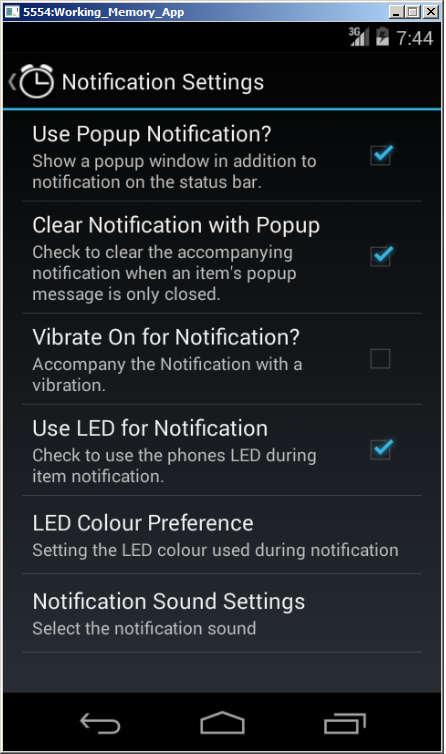 5554:Working_Memory_App
3G 7:44
Notification Settings
Use Popup Notification?
Show a popup window in addition to
notification on the status bar.
Clear Notification with Popup
Check to clear the accompanying
notification when an item's popup
message is only closed.
Vibrate On for Notification?
Accompany the Notification with a
vibration.
Use LED for Notification
Check to use the phones LED during
item notification.
LED Colour Preference
Setting the LED colour used during notification
Notification Sound Settings
Select the notification sound